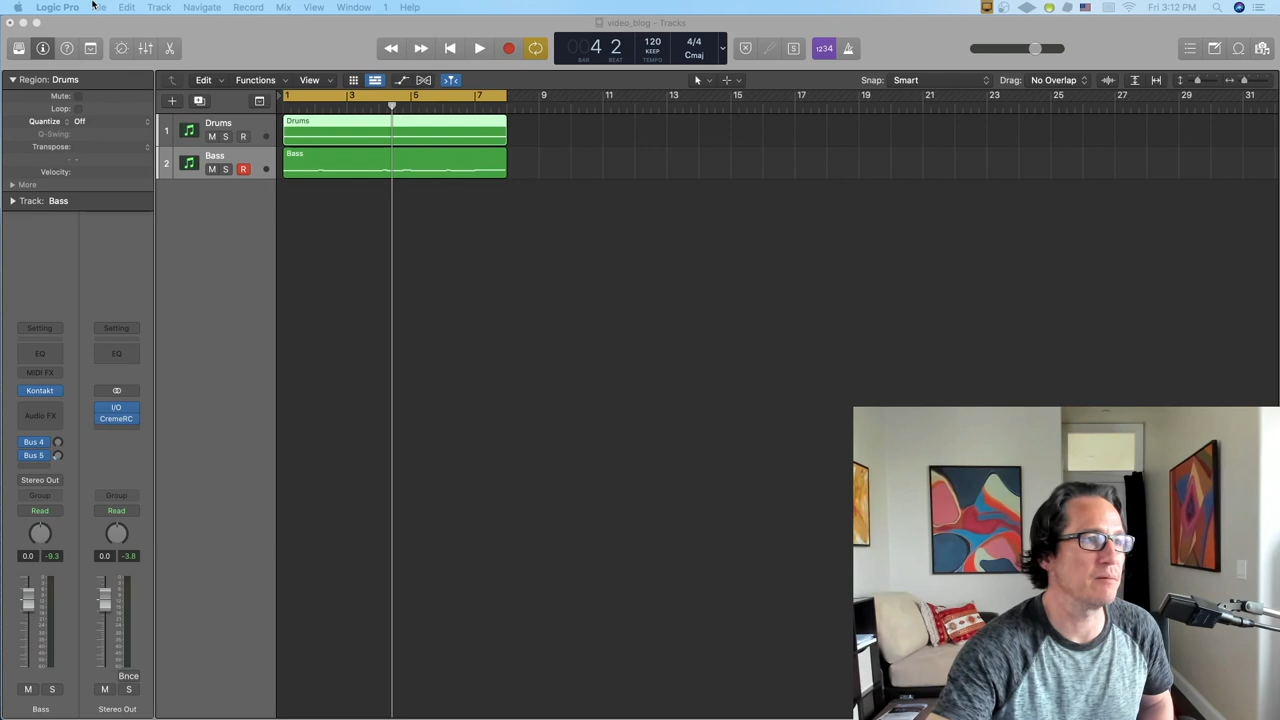 Logic Pro File Edit Track Navigate Record Mix View Window 1 Help Fri 3:12 PM
video_blog - Tracks
4 2 120 4/4
KEEP Cmaj
BAR BEAT TEMPO
1234
Region: Drums Edit Functions View Snap: Smart Drag: No Overlap
Mute:
Loop:
Quantize Off
Q-Swing:
Transpose:
Velocity:
More
Track: Bass
1 3 5 7 9 11 13 15 17 19 21 23 25 27 29 31
1 Drums
M S R
Drums
2 Bass
M S R
Bass
Setting Setting
EQ EQ
MIDI FX
Kontakt
Audio FX I/O
CremeRC
Bus 4
Bus 5
Stereo Out
Group Group
Read Read
0.0 -9.3 0.0 -3.8
Bnce
M S M S
Bass Stereo Out